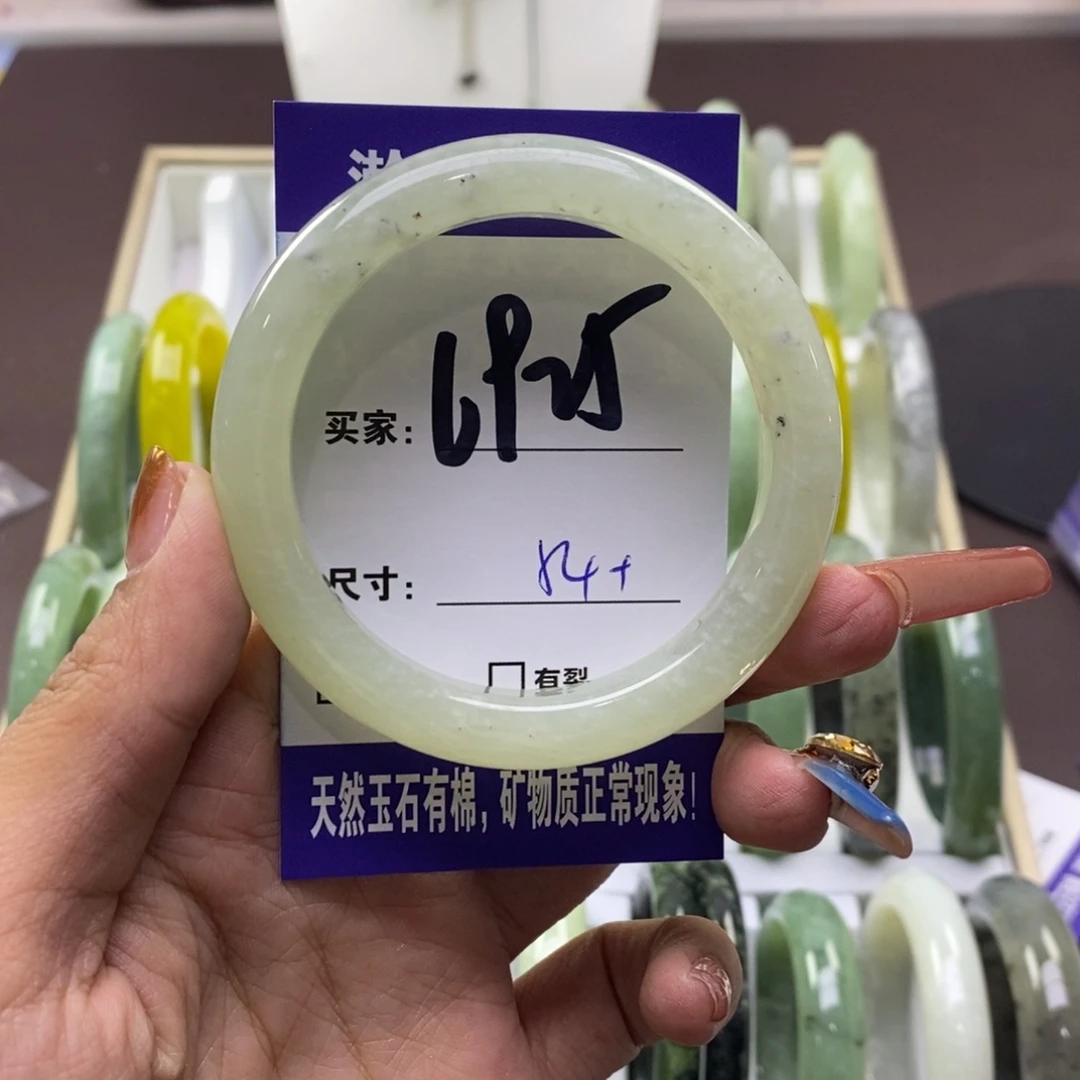 买家:
尺寸: 54+
□有裂
天然玉石有棉,矿物质正常现象!